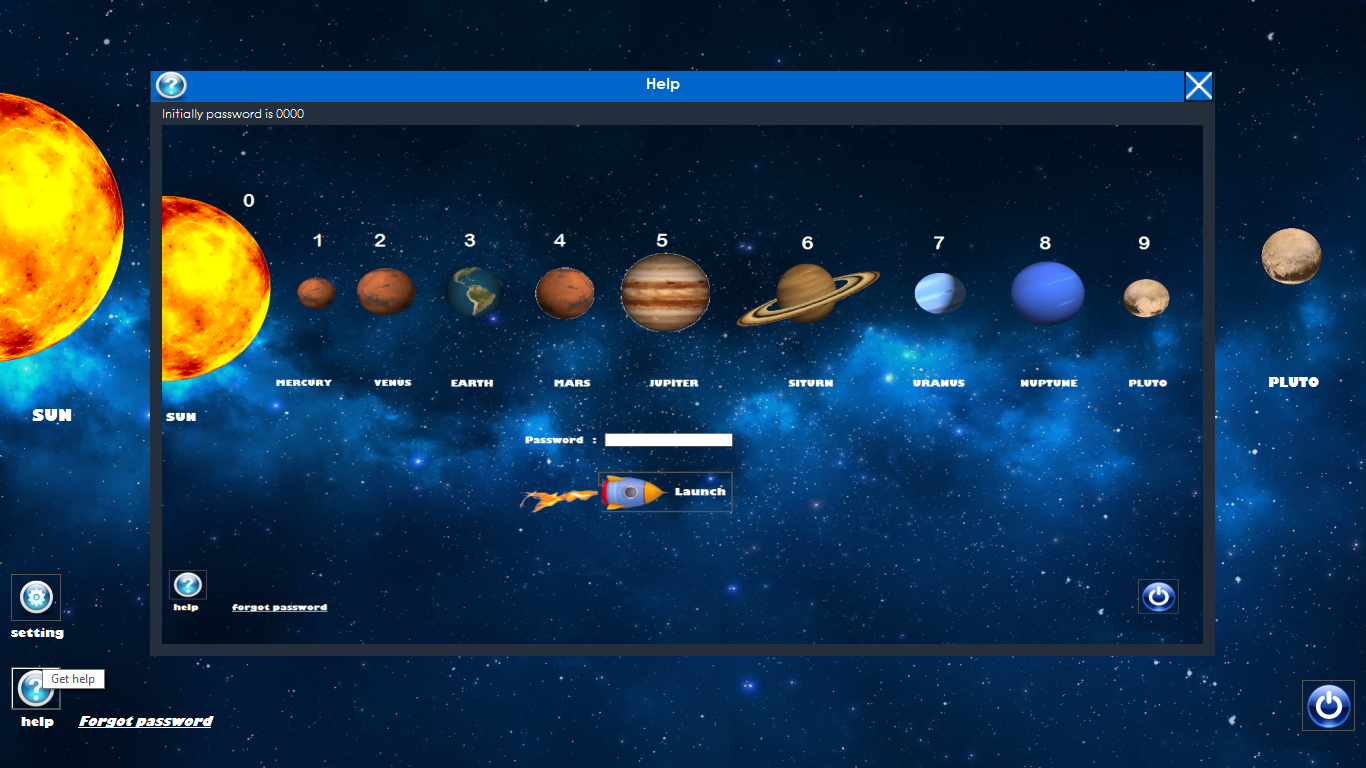 Help
Initially password is 0000
0
1 2 3 4 5 6 7 8 9
MERCURY VENUS EARTH MARS JUPITER SITURN URANUS NUPTUNE PLUTO
SUN
Password :
Launch
help forgot password
SUN
PLUTO
setting
Get help
help Forgot password